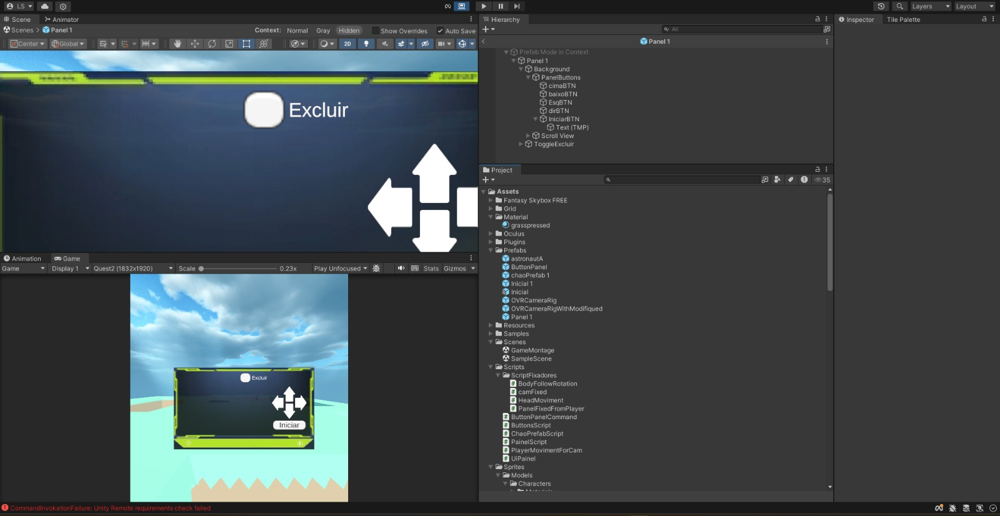 LS
Layers
Layout
Scene
Animator
Scenes
Panel 1
Context:
Normal
Gray
Hidden
Show Overrides
Auto Save
Center
Global
2D
Excluir
Animation
Game
Game
Display 1
Quest2 (1832x1920)
Scale
0.23x
Play Unfocused
Stats
Gizmos
Excluir
Iniciar
CommandInvokationFailure: Unity Remote requirements check failed
Hierarchy
All
Panel 1
Prefab Mode in Context
Panel 1
Background
PanelButtons
cimaBTN
baixoBTN
EsqBTN
dirBTN
IniciarBTN
Text (TMP)
Scroll View
ToggleExcluir
Project
35
Assets
Fantasy Skybox FREE
Grid
Material
grasspressed
Oculus
Plugins
Prefabs
astronautA
ButtonPanel
chaoPrefab 1
Inicial 1
Inicial
OVRCameraRig
OVRCameraRigWithModifiqued
Panel 1
Resources
Samples
Scenes
GameMontage
SampleScene
Scripts
ScriptFixadores
BodyFollowRotation
camFixed
HeadMoviment
PanelFixedFromPlayer
ButtonPanelCommand
ButtonsScript
ChaoPrefabScript
PainelScript
PlayerMovimentForCam
UiPainel
Sprites
Models
Characters
Inspector
Tile Palette